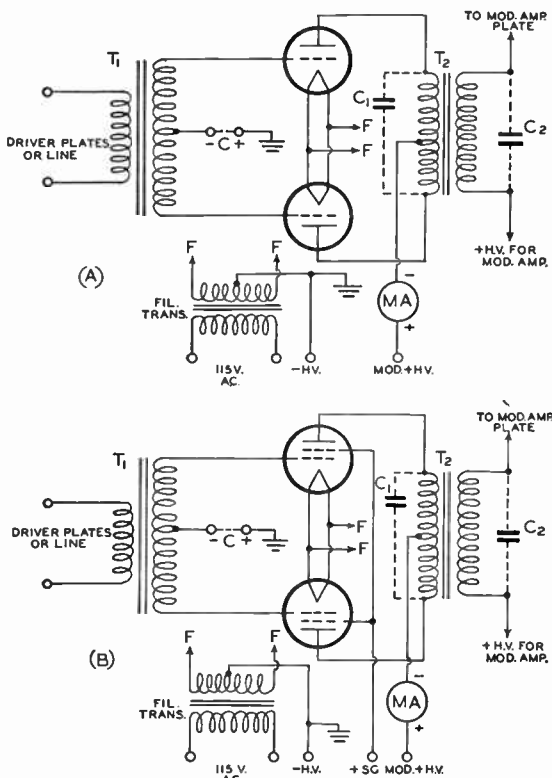 TO MOD. AMP.
PLATE
T1
T2
C1
-C+
F
F
C2
DRIVER PLATES
OR LINE
(A)
F
F
+H.V. FOR
MOD. AMP.
FIL.
TRANS.
-
MA
+
115 V.
AC.
-H.V.
MOD.+H.V.
TO MOD. AMP.
PLATE
T1
T2
C1
-C+
F
F
C2
DRIVER PLATES
OR LINE
(B)
F
F
+H.V. FOR
MOD. AMP.
FIL.
TRANS.
-
MA
+
115 V.
AC.
-H.V.
+SG
MOD.+H.V.